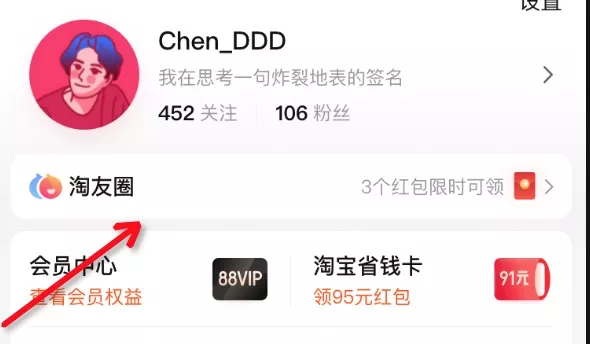 设置
Chen_DDD
我在思考一句炸裂地表的签名
452 关注 106 粉丝
淘友圈 3个红包限时可领
会员中心 88VIP 淘宝省钱卡 91元
查看会员权益 领95元红包